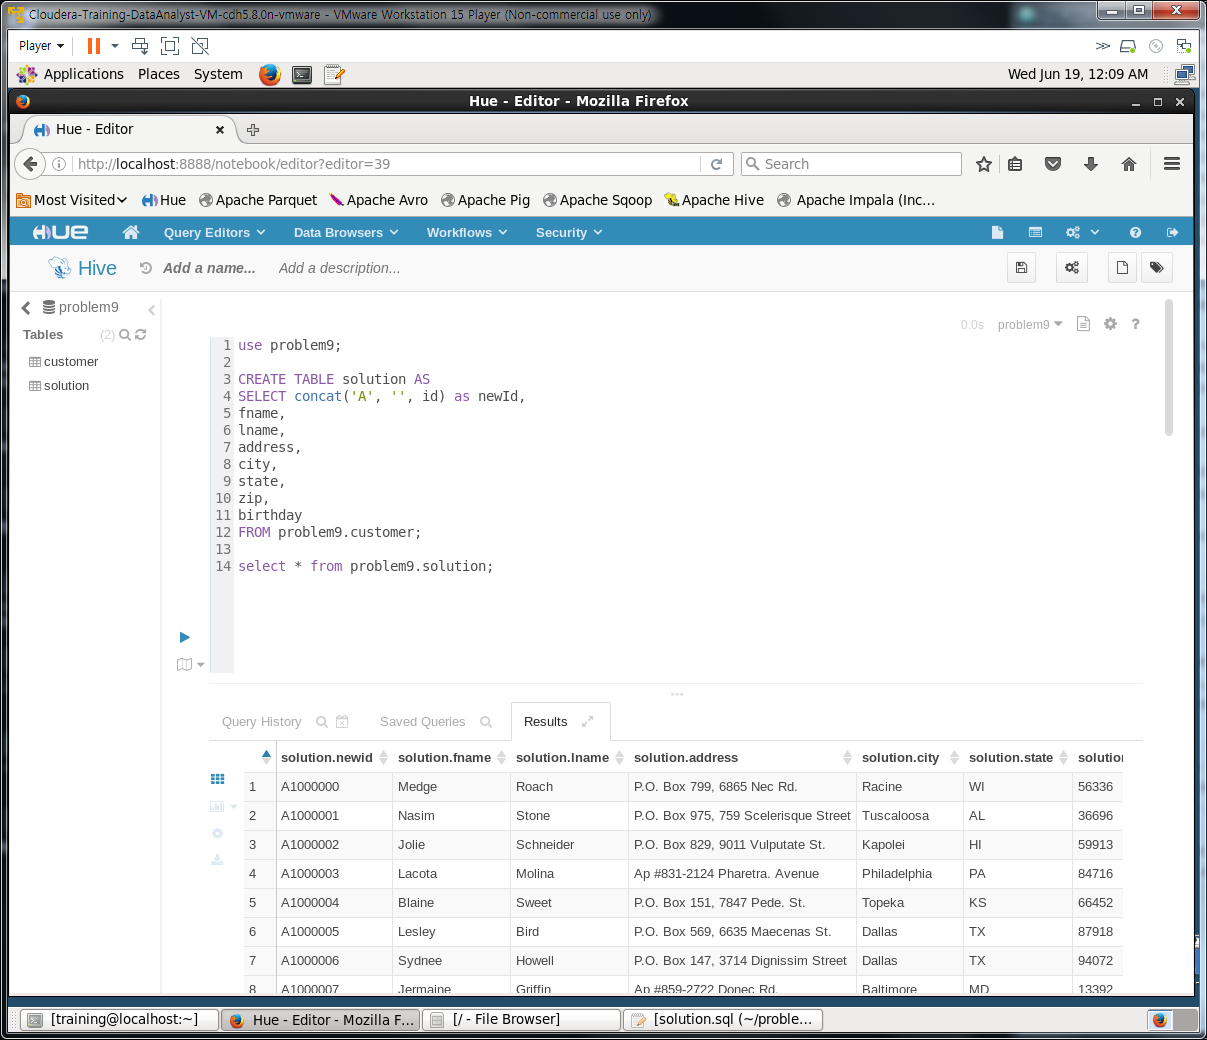 Cloudera-Training-DataAnalyst-VM-cdh5.8.0n-vmware - VMware Workstation 15 Player (Non-commercial use only)
Player
Applications Places System Wed Jun 19, 12:09 AM
Hue - Editor - Mozilla Firefox
Hue - Editor
http://localhost:8888/notebook/editor?editor=39 Search
Most Visited Hue Apache Parquet Apache Avro Apache Pig Apache Sqoop Apache Hive Apache Impala (Inc...
HUE Query Editors Data Browsers Workflows Security
Hive Add a name... Add a description...
problem9
Tables (2)
customer
solution
0.0s problem9 ?
1 use problem9;
2
3 CREATE TABLE solution AS
4 SELECT concat('A', '', id) as newId,
5 fname,
6 lname,
7 address,
8 city,
9 state,
10 zip,
11 birthday
12 FROM problem9.customer;
13
14 select * from problem9.solution;
Query History Saved Queries Results
solution.newid solution.fname solution.lname solution.address solution.city solution.state solution
1 A1000000 Medge Roach P.O. Box 799, 6865 Nec Rd. Racine WI 56336
2 A1000001 Nasim Stone P.O. Box 975, 759 Scelerisque Street Tuscaloosa AL 36696
3 A1000002 Jolie Schneider P.O. Box 829, 9011 Vulputate St. Kapolei HI 59913
4 A1000003 Lacota Molina Ap #831-2124 Pharetra. Avenue Philadelphia PA 84716
5 A1000004 Blaine Sweet P.O. Box 151, 7847 Pede. St. Topeka KS 66452
6 A1000005 Lesley Bird P.O. Box 569, 6635 Maecenas St. Dallas TX 87918
7 A1000006 Sydnee Howell P.O. Box 147, 3714 Dignissim Street Dallas TX 94072
8 A1000007 Jermaine Griffin Ap #859-2722 Donec Rd. Baltimore MD 13392
[training@localhost:~] Hue - Editor - Mozilla F... [/ - File Browser] [solution.sql (~/proble...